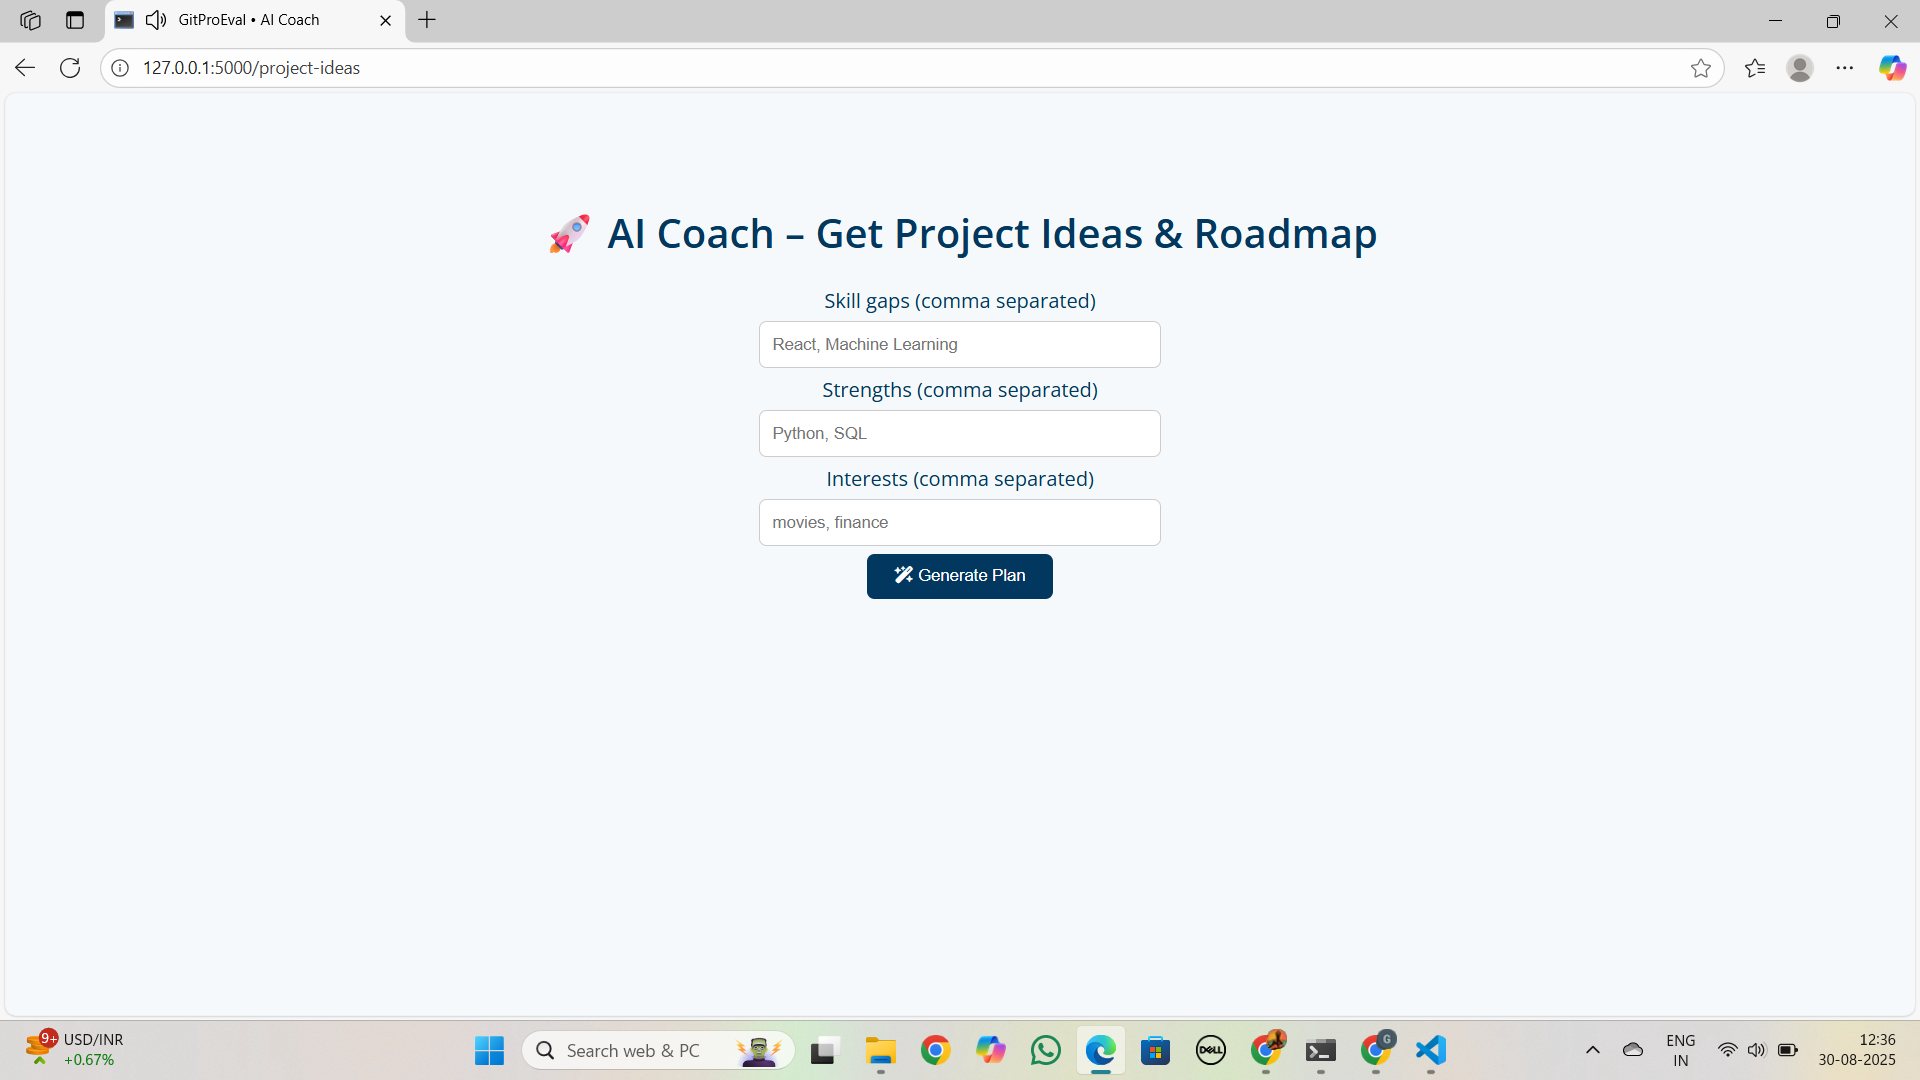 GitProEval • AI Coach
127.0.0.1:5000/project-ideas
🚀 AI Coach – Get Project Ideas & Roadmap
Skill gaps (comma separated)
React, Machine Learning
Strengths (comma separated)
Python, SQL
Interests (comma separated)
movies, finance
Generate Plan
9+
USD/INR
+0.67%
Search web & PC
DELL
G
ENG
IN
12:36
30-08-2025